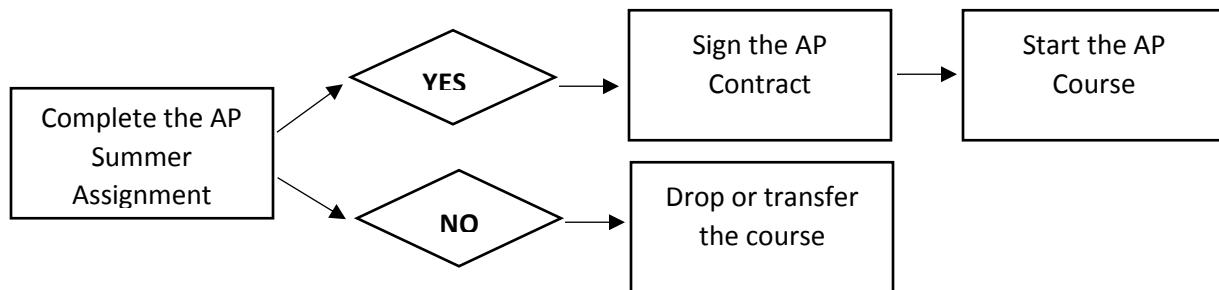 Complete the AP
Summer
Assignment
YES
Sign the AP
Contract
Start the AP
Course
NO
Drop or transfer
the course